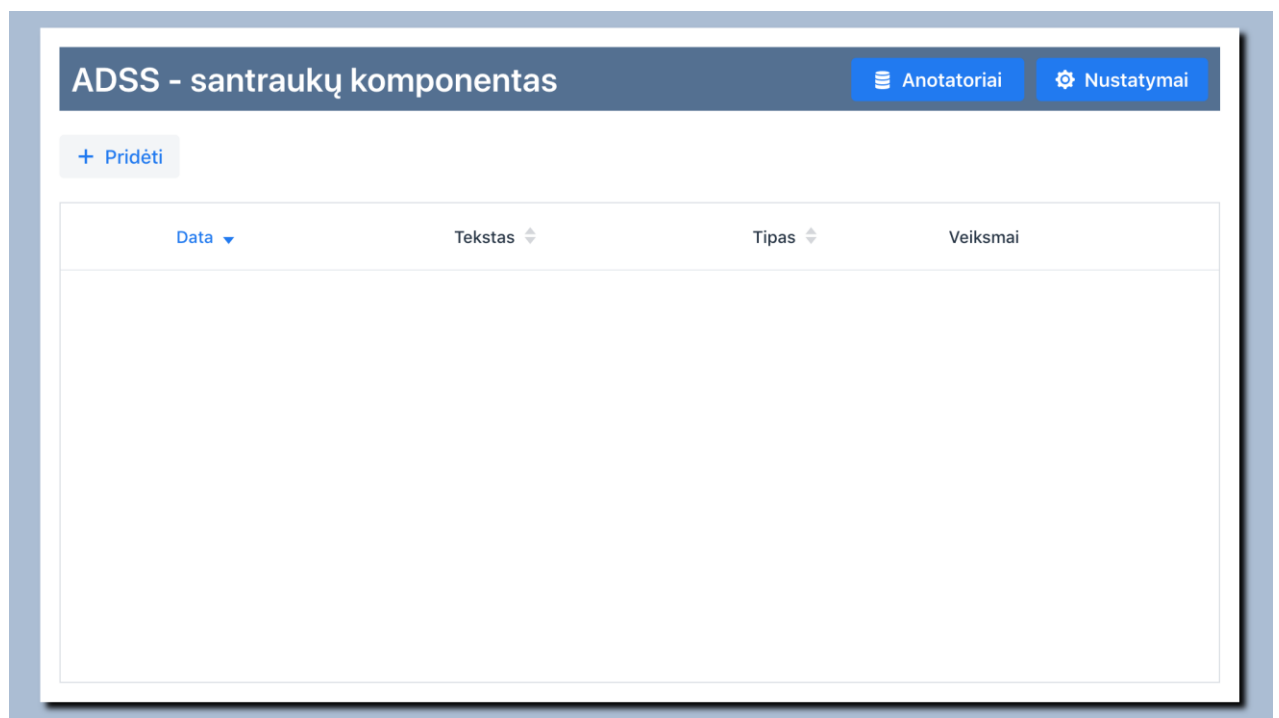 ADSS - santraukų komponentas Anotatoriai Nustatymai
+ Pridėti
Data Tekstas Tipas Veiksmai